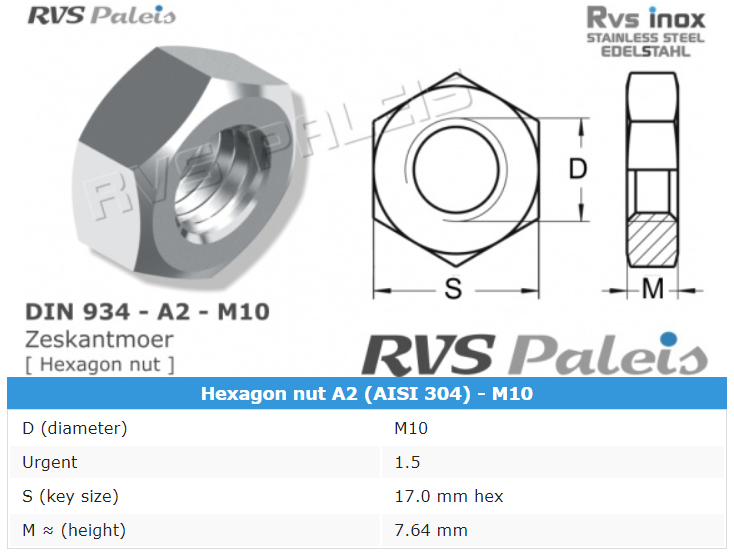 RVS Paleis
Rvs inox
STAINLESS STEEL
EDELSTAHL
RVS PALEIS
D
S
M
DIN 934 - A2 - M10
Zeskantmoer
[ Hexagon nut ]
RVS Paleis
Hexagon nut A2 (AISI 304) - M10
D (diameter) M10
Urgent 1.5
S (key size) 17.0 mm hex
M ≈ (height) 7.64 mm